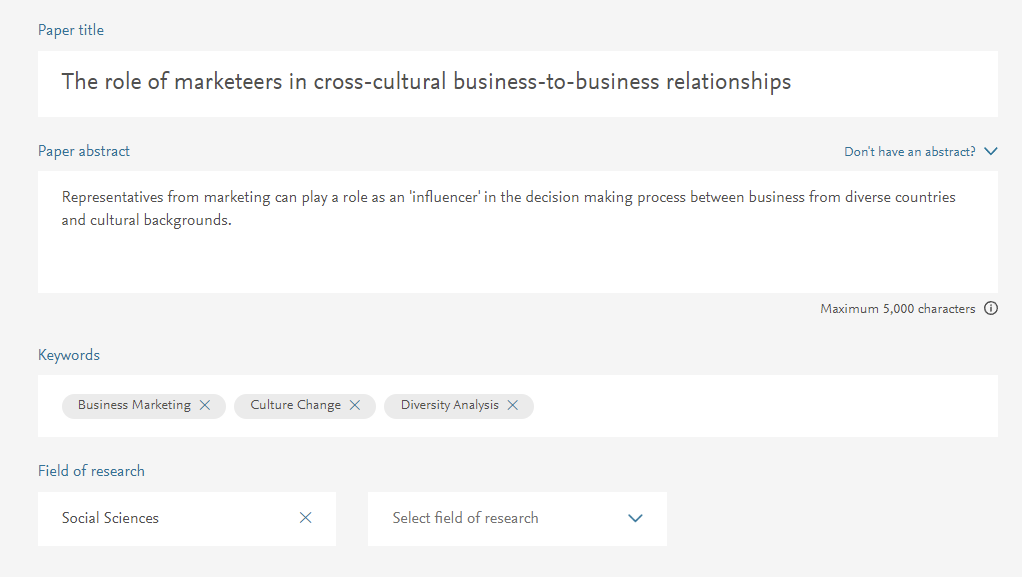 Paper title
The role of marketeers in cross-cultural business-to-business relationships
Paper abstract
Don't have an abstract?
Representatives from marketing can play a role as an 'influencer' in the decision making process between business from diverse countries
and cultural backgrounds.
Maximum 5,000 characters
Keywords
Business Marketing
Culture Change
Diversity Analysis
Field of research
Social Sciences
Select field of research